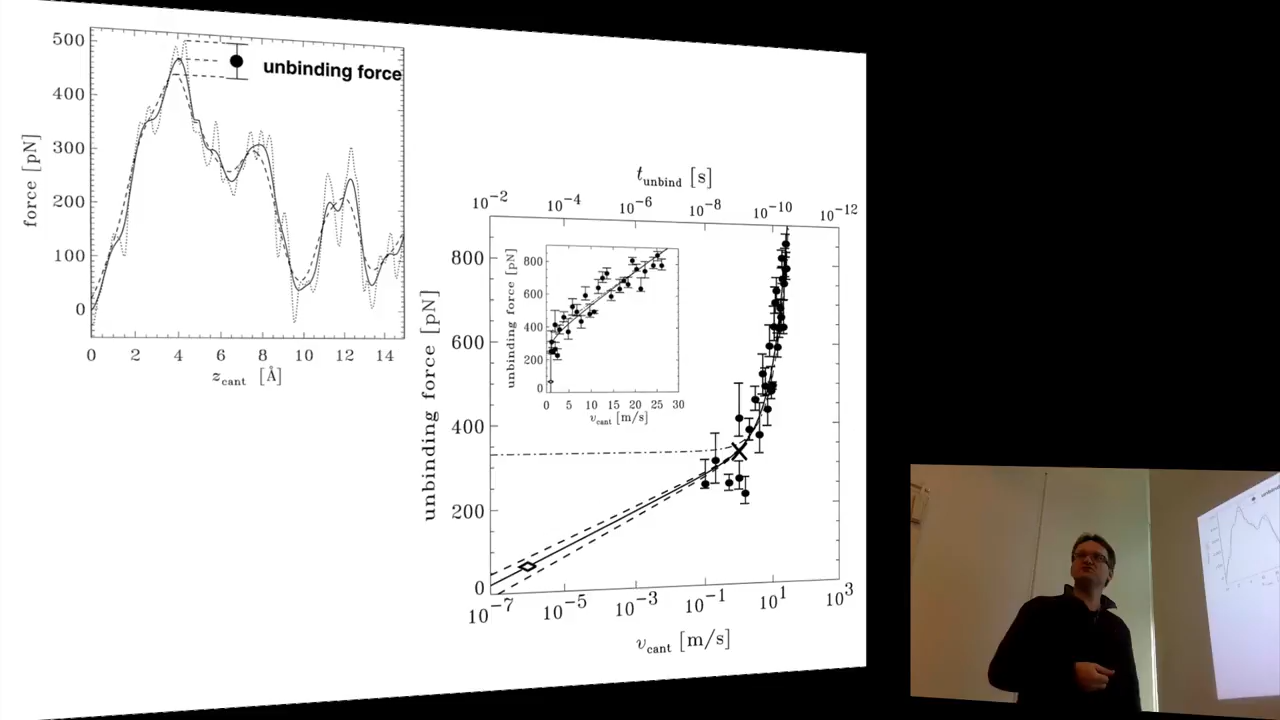 500
400
300
200
100
0
force [pN]
unbinding force
0 2 4 6 8 10 12 14
z_cant [Å]
t_unbind [s]
10^-2 10^-4 10^-6 10^-8 10^-10 10^-12
800
600
400
200
0
unbinding force [pN]
800
600
400
200
0
unbinding force [pN]
0 5 10 15 20 25 30
v_cant [m/s]
10^-7 10^-5 10^-3 10^-1 10^1 10^3
v_cant [m/s]